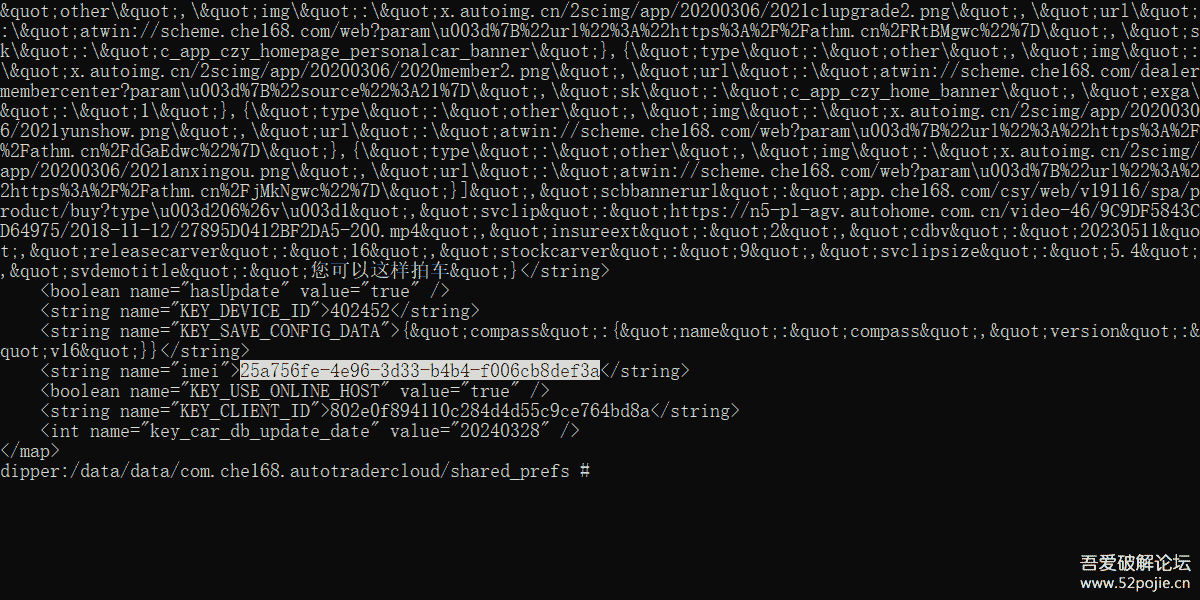 &quot;other\&quot;,\&quot;img\&quot;:\&quot;x.autoimg.cn/2scimg/app/20200306/2021clupgrade2.png\&quot;,\&quot;url\&quot;
:\&quot;atwin://scheme.che168.com/web?param\u003d%7B%22url%22%3A%22https%3A%2F%2Fathm.cn%2FRtBMgwc%22%7D\&quot;,\&quot;s
k\&quot;:\&quot;c_app_czy_homepage_personalcar_banner\&quot;},{\&quot;type\&quot;:\&quot;other\&quot;,\&quot;img\&quot;:
\&quot;x.autoimg.cn/2scimg/app/20200306/2020member2.png\&quot;,\&quot;url\&quot;:\&quot;atwin://scheme.che168.com/dealer
membercenter?param\u003d%7B%22source%22%3A21%7D\&quot;,\&quot;sk\&quot;:\&quot;c_app_czy_home_banner\&quot;,\&quot;exga\
&quot;:\&quot;1\&quot;},{\&quot;type\&quot;:\&quot;other\&quot;,\&quot;img\&quot;:\&quot;x.autoimg.cn/2scimg/app/2020030
6/2021yunshow.png\&quot;,\&quot;url\&quot;:\&quot;atwin://scheme.che168.com/web?param\u003d%7B%22url%22%3A%22https%3A%2F
%2Fathm.cn%2FdGaEdwc%22%7D\&quot;},{\&quot;type\&quot;:\&quot;other\&quot;,\&quot;img\&quot;:\&quot;x.autoimg.cn/2scimg/
app/20200306/2021anxingou.png\&quot;,\&quot;url\&quot;:\&quot;atwin://scheme.che168.com/web?param\u003d%7B%22url%22%3A%2
2https%3A%2F%2Fathm.cn%2FjMkNgwc%22%7D\&quot;}]&quot;,&quot;scbbannerurl&quot;:&quot;app.che168.com/csy/web/v19116/spa/p
roduct/buy?type\u003d206%26v\u003d1&quot;,&quot;svclip&quot;:&quot;https://n5-pl-agv.autohome.com.cn/video-46/9C9DF5843C
D64975/2018-11-12/27895D0412BF2DA5-200.mp4&quot;,&quot;insureext&quot;:&quot;2&quot;,&quot;cdbv&quot;:&quot;20230511&quo
t;,&quot;releasecarver&quot;:&quot;16&quot;,&quot;stockcarver&quot;:&quot;9&quot;,&quot;svclipsize&quot;:&quot;5.4&quot;
,&quot;svdemotitle&quot;:&quot;您可以这样拍车&quot;}</string>
<boolean name="hasUpdate" value="true" />
<string name="KEY_DEVICE_ID">402452</string>
<string name="KEY_SAVE_CONFIG_DATA">{&quot;compass&quot;:{&quot;name&quot;:&quot;compass&quot;,&quot;version&quot;:&
quot;v16&quot;}}</string>
<string name="imei">25a756fe-4e96-3d33-b4b4-f006cb8def3a</string>
<boolean name="KEY_USE_ONLINE_HOST" value="true" />
<string name="KEY_CLIENT_ID">802e0f894110c284d4d55c9ce764bd8a</string>
<int name="key_car_db_update_date" value="20240328" />
</map>
dipper:/data/data/com.che168.autotradercloud/shared_prefs #
吾爱破解论坛
www.52pojie.cn